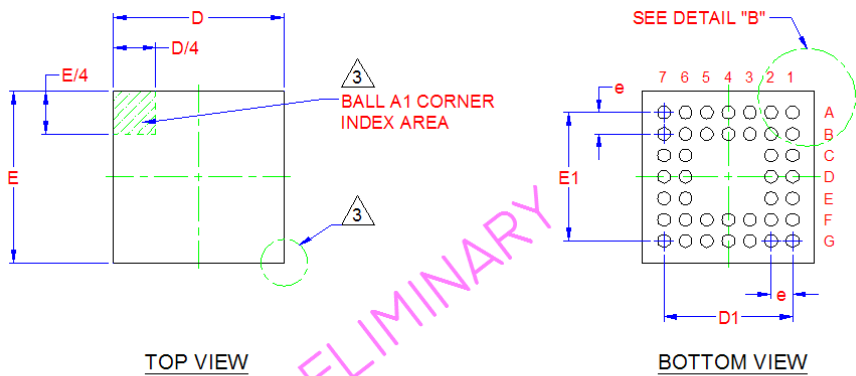 D
D/4
E/4
3
BALL A1 CORNER
INDEX AREA
E
3
TOP VIEW
ELIMINARY
SEE DETAIL "B"
7 6 5 4 3 2 1
e
A
B
C
D
E
F
G
E1
e
D1
BOTTOM VIEW